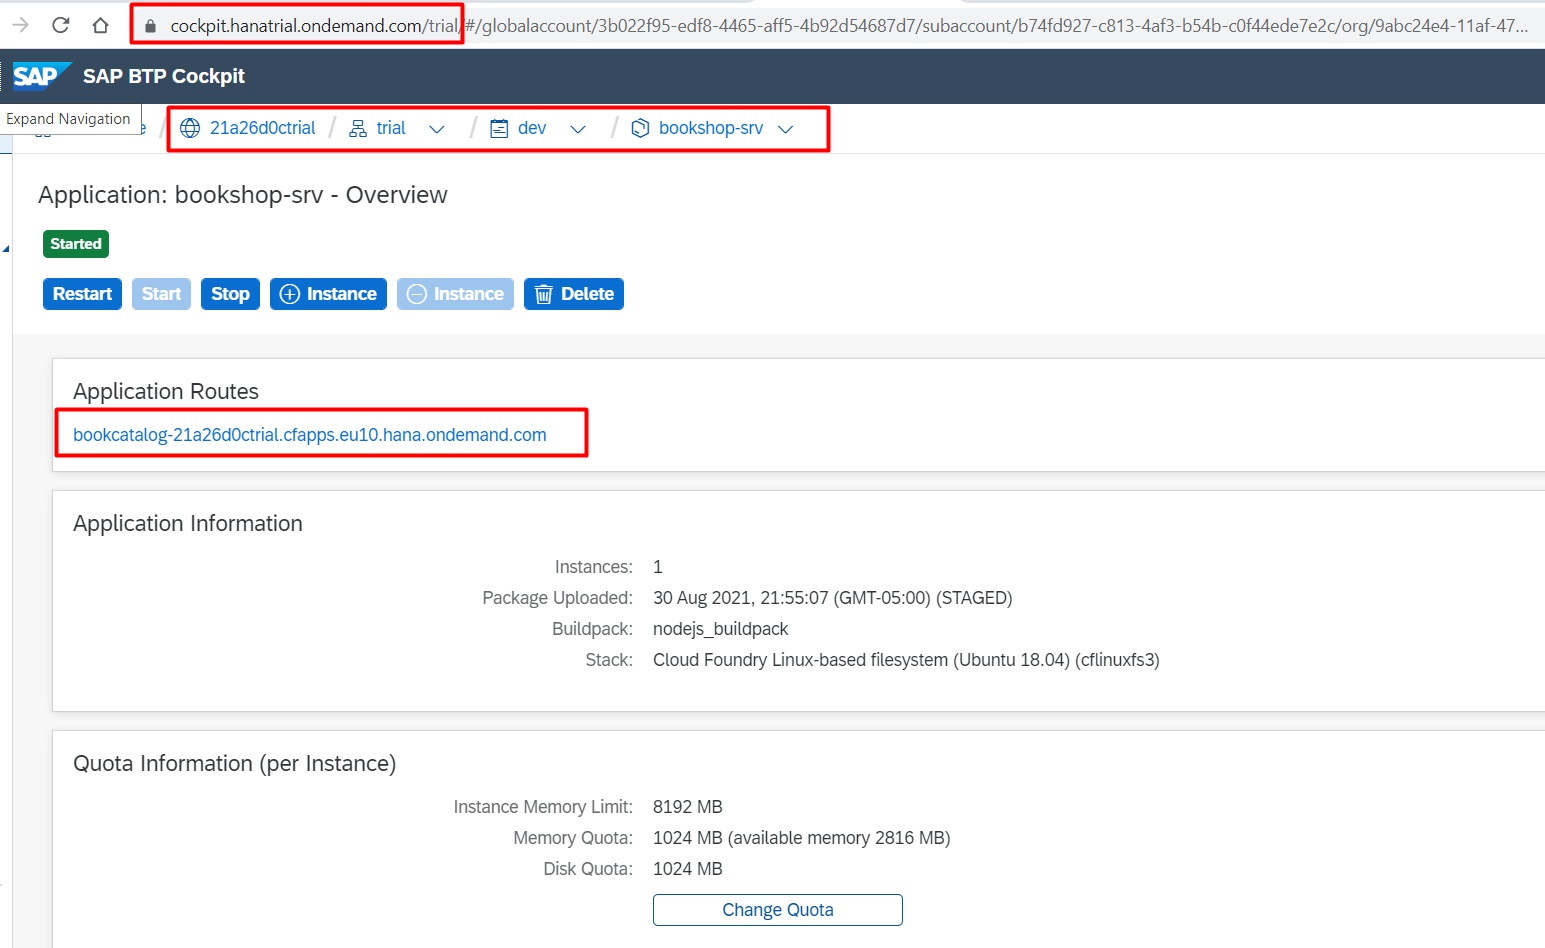 cockpit.hanatrial.ondemand.com/trial/#/globalaccount/3b022f95-edf8-4465-aff5-4b92d54687d7/subaccount/b74fd927-c813-4af3-b54b-c0f44ede7e2c/org/9abc24e4-11af-47...
SAP SAP BTP Cockpit
Expand Navigation
21a26d0ctrial / trial / dev / bookshop-srv
Application: bookshop-srv - Overview
Started
Restart Start Stop Instance Instance Delete
Application Routes
bookcatalog-21a26d0ctrial.cfapps.eu10.hana.ondemand.com
Application Information
Instances: 1
Package Uploaded: 30 Aug 2021, 21:55:07 (GMT-05:00) (STAGED)
Buildpack: nodejs_buildpack
Stack: Cloud Foundry Linux-based filesystem (Ubuntu 18.04) (cflinuxfs3)
Quota Information (per Instance)
Instance Memory Limit: 8192 MB
Memory Quota: 1024 MB (available memory 2816 MB)
Disk Quota: 1024 MB
Change Quota